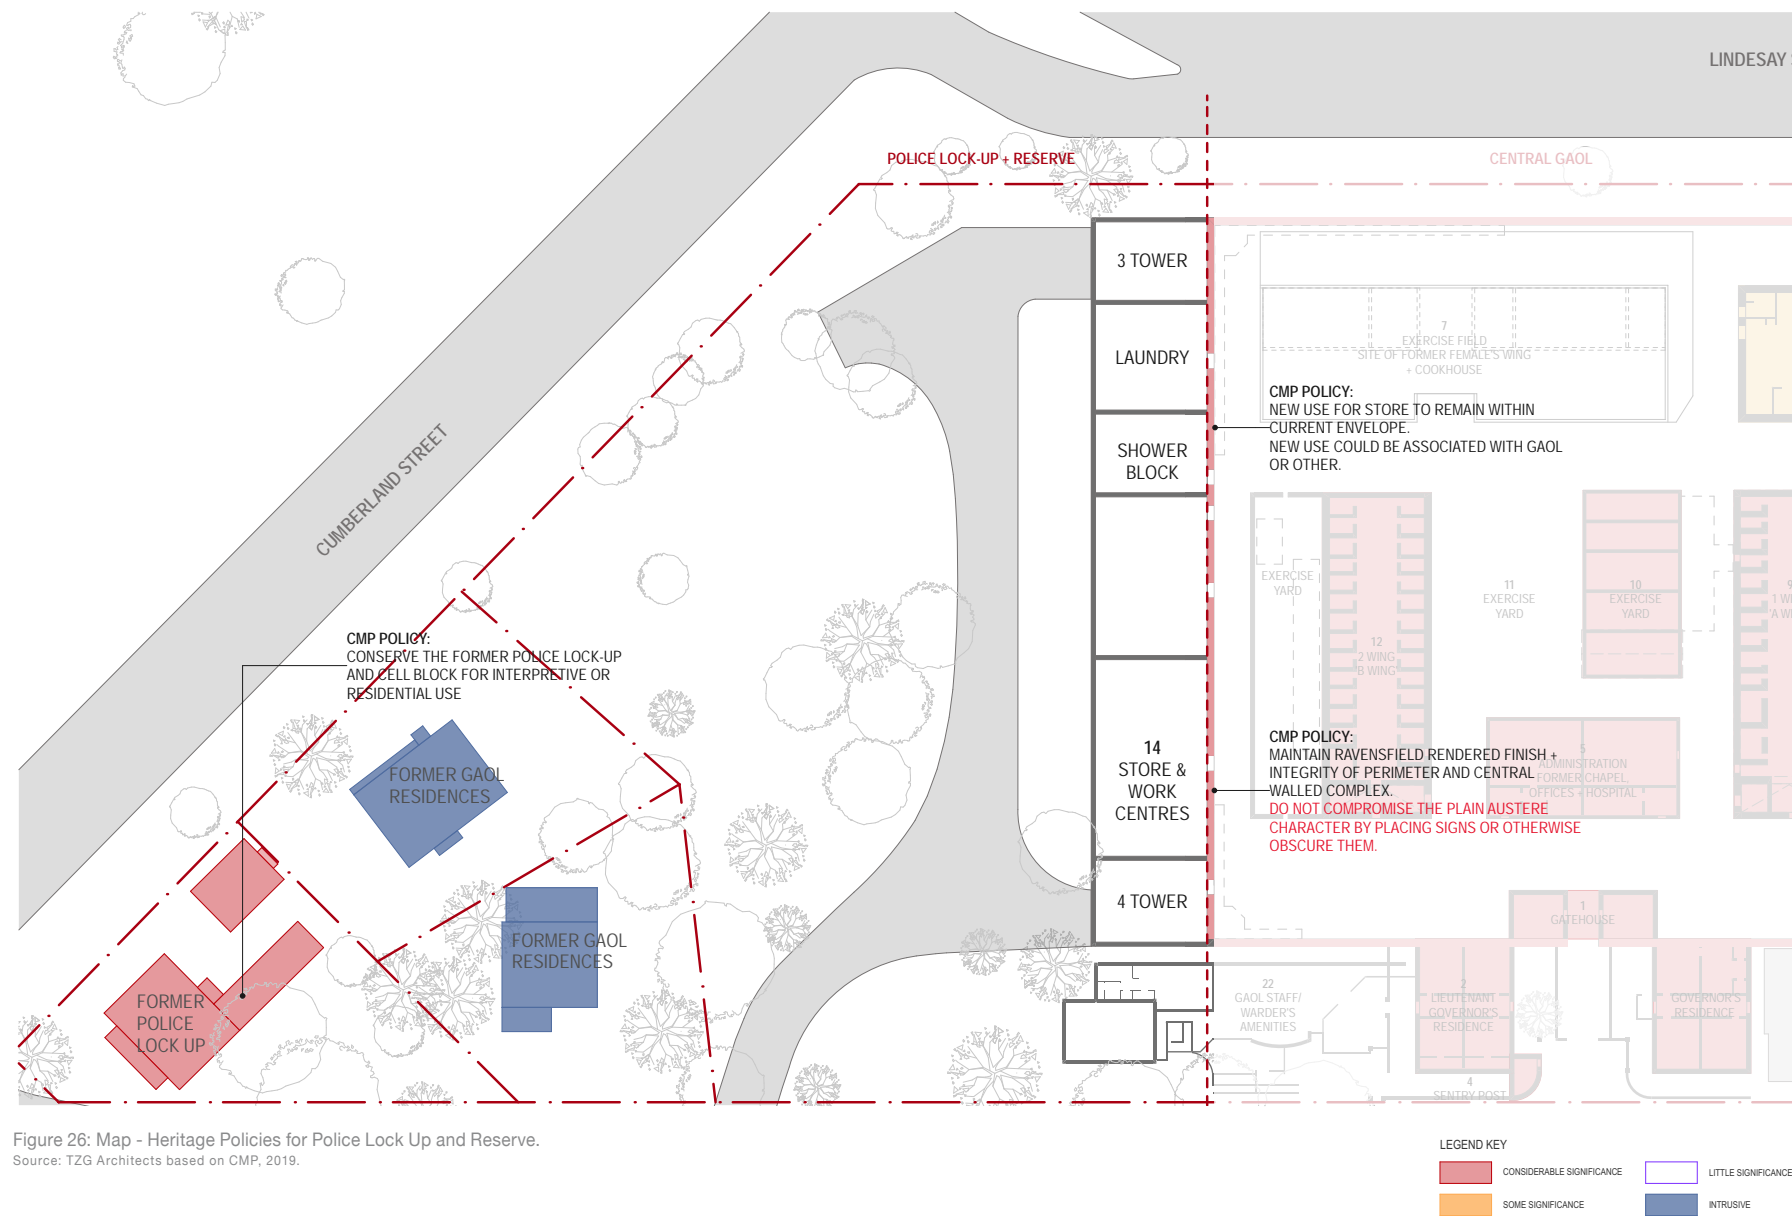 LINDESAY
POLICE LOCK-UP + RESERVE
CENTRAL GAOL
CUMBERLAND STREET
3 TOWER
LAUNDRY
SHOWER
BLOCK
14
STORE &
WORK
CENTRES
4 TOWER
7
EXERCISE FIELD
SITE OF FORMER FEMALE'S WING
+ COOKHOUSE
CMP POLICY:
NEW USE FOR STORE TO REMAIN WITHIN
CURRENT ENVELOPE.
NEW USE COULD BE ASSOCIATED WITH GAOL
OR OTHER.
EXERCISE
YARD
12
2 WING
'B WING'
11
EXERCISE
YARD
10
EXERCISE
YARD
9
1 W
'A W
CMP POLICY:
CONSERVE THE FORMER POLICE LOCK-UP
AND CELL BLOCK FOR INTERPRETIVE OR
RESIDENTIAL USE
CMP POLICY:
MAINTAIN RAVENSFIELD RENDERED FINISH +
INTEGRITY OF PERIMETER AND CENTRAL
WALLED COMPLEX.
DO NOT COMPROMISE THE PLAIN AUSTERE
CHARACTER BY PLACING SIGNS OR OTHERWISE
OBSCURE THEM.
5
ADMINISTRATION
FORMER CHAPEL,
OFFICES + HOSPITAL
FORMER GAOL
RESIDENCES
FORMER GAOL
RESIDENCES
FORMER
POLICE
LOCK UP
1
GATEHOUSE
22
GAOL STAFF/
WARDER'S
AMENITIES
2
LIEUTENANT
GOVERNOR'S
RESIDENCE
GOVERNOR'S
RESIDENCE
4
SENTRY POST
Figure 26: Map - Heritage Policies for Police Lock Up and Reserve.
Source: TZG Architects based on CMP, 2019.
LEGEND KEY
CONSIDERABLE SIGNIFICANCE
LITTLE SIGNIFICANCE
SOME SIGNIFICANCE
INTRUSIVE